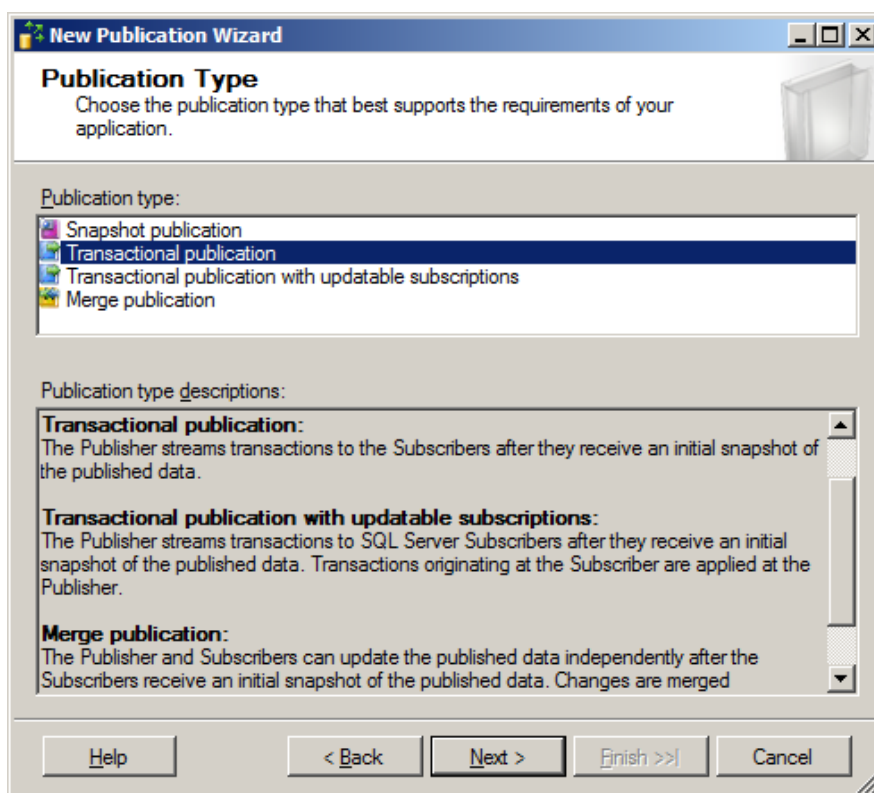 New Publication Wizard
Publication Type
Choose the publication type that best supports the requirements of your
application.
Publication type:
Snapshot publication
Transactional publication
Transactional publication with updatable subscriptions
Merge publication
Publication type descriptions:
Transactional publication:
The Publisher streams transactions to the Subscribers after they receive an initial snapshot of
the published data.
Transactional publication with updatable subscriptions:
The Publisher streams transactions to SQL Server Subscribers after they receive an initial
snapshot of the published data. Transactions originating at the Subscriber are applied at the
Publisher.
Merge publication:
The Publisher and Subscribers can update the published data independently after the
Subscribers receive an initial snapshot of the published data. Changes are merged
Help
< Back
Next >
Finish >>|
Cancel